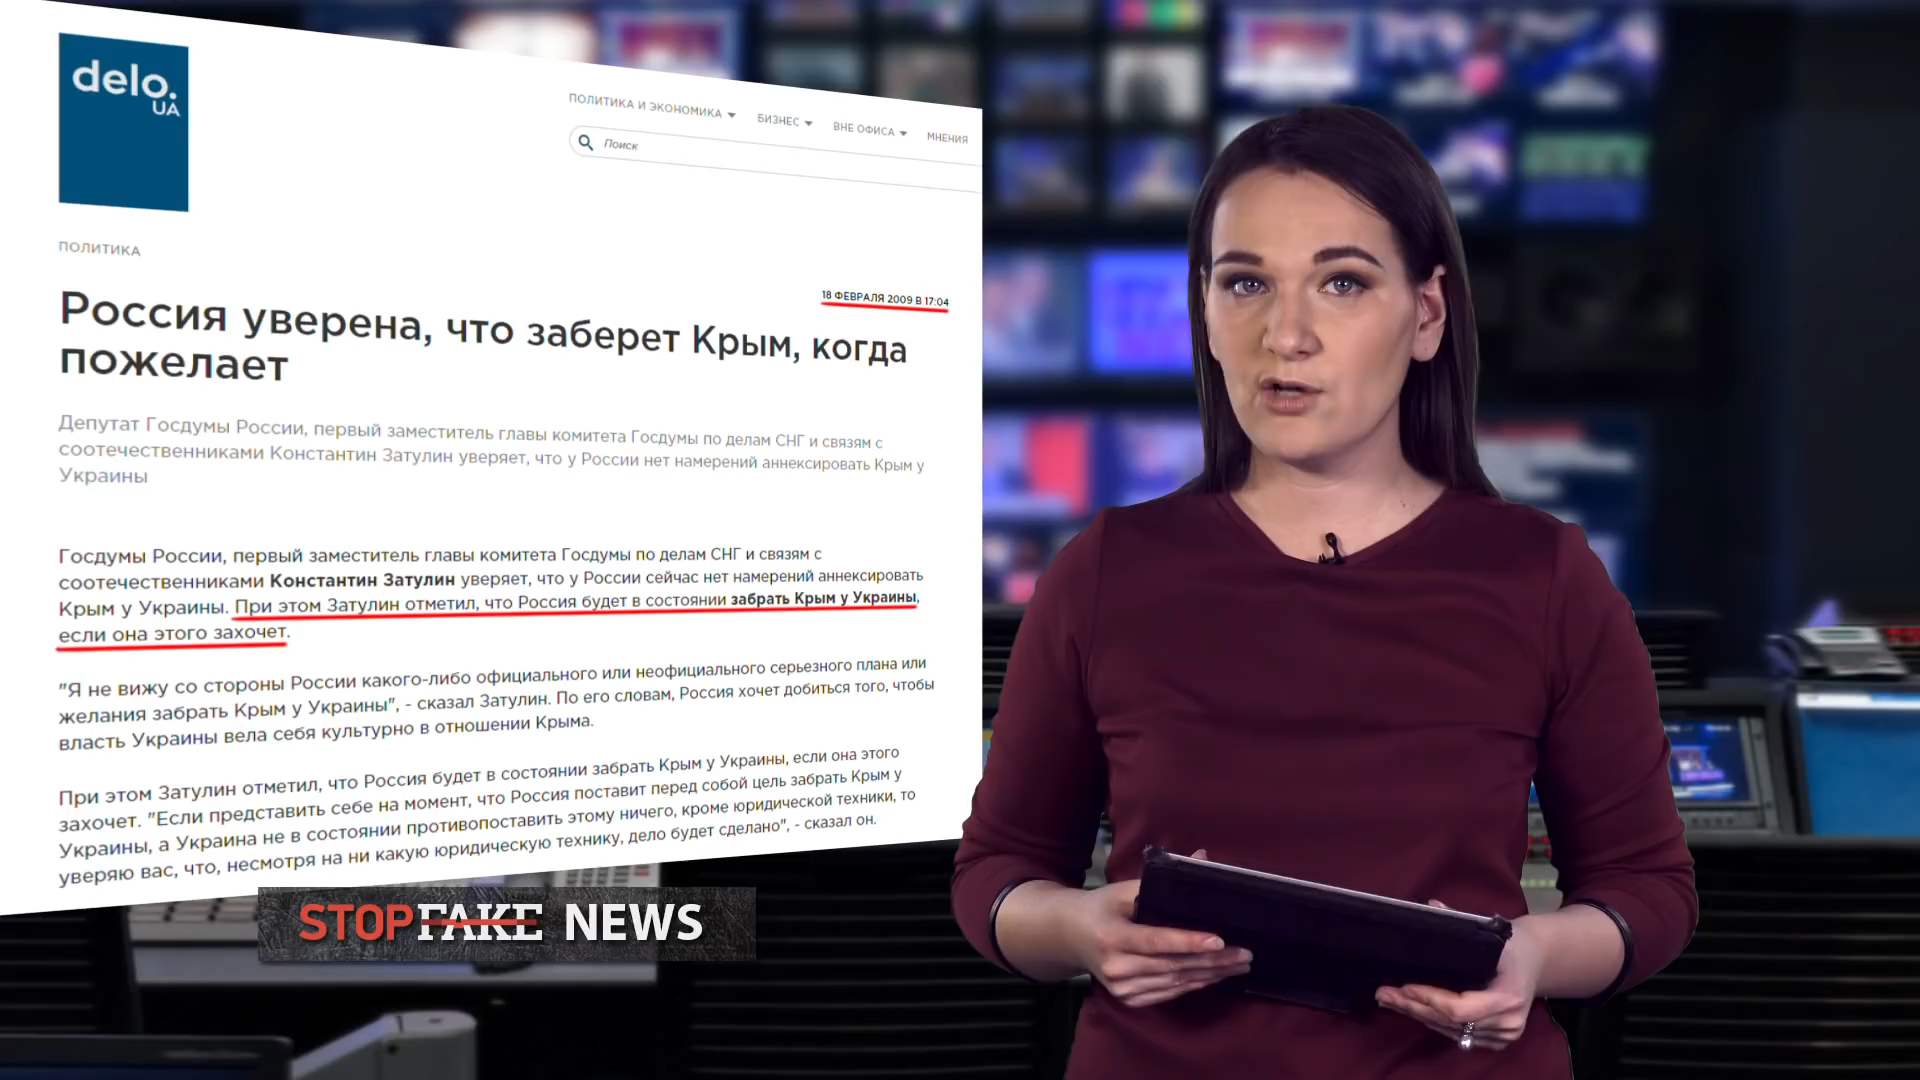 delo.
UA
ПОЛИТИКА И ЭКОНОМИКА
БИЗНЕС
ВНЕ ОФИСА
МНЕНИЯ
Поиск
ПОЛИТИКА
18 ФЕВРАЛЯ 2009 В 17:04
Россия уверена, что заберет Крым, когда
пожелает
Депутат Госдумы России, первый заместитель главы комитета Госдумы по делам СНГ и связям с
соотечественниками Константин Затулин уверяет, что у России нет намерений аннексировать Крым у
Украины
Госдумы России, первый заместитель главы комитета Госдумы по делам СНГ и связям с
соотечественниками Константин Затулин уверяет, что у России сейчас нет намерений аннексировать
Крым у Украины. При этом Затулин отметил, что Россия будет в состоянии забрать Крым у Украины,
если она этого захочет.
"Я не вижу со стороны России какого-либо официального или неофициального серьезного плана или
желания забрать Крым у Украины", - сказал Затулин. По его словам, Россия хочет добиться того, чтобы
власть Украины вела себя культурно в отношении Крыма.
При этом Затулин отметил, что Россия будет в состоянии забрать Крым у Украины, если она этого
захочет. "Если представить себе на момент, что Россия поставит перед собой цель забрать Крым у
Украины, а Украина не в состоянии противопоставить этому ничего, кроме юридической техники, то
уверяю вас, что, несмотря на ни какую юридическую технику, дело будет сделано", - сказал он.
STOPFAKE NEWS